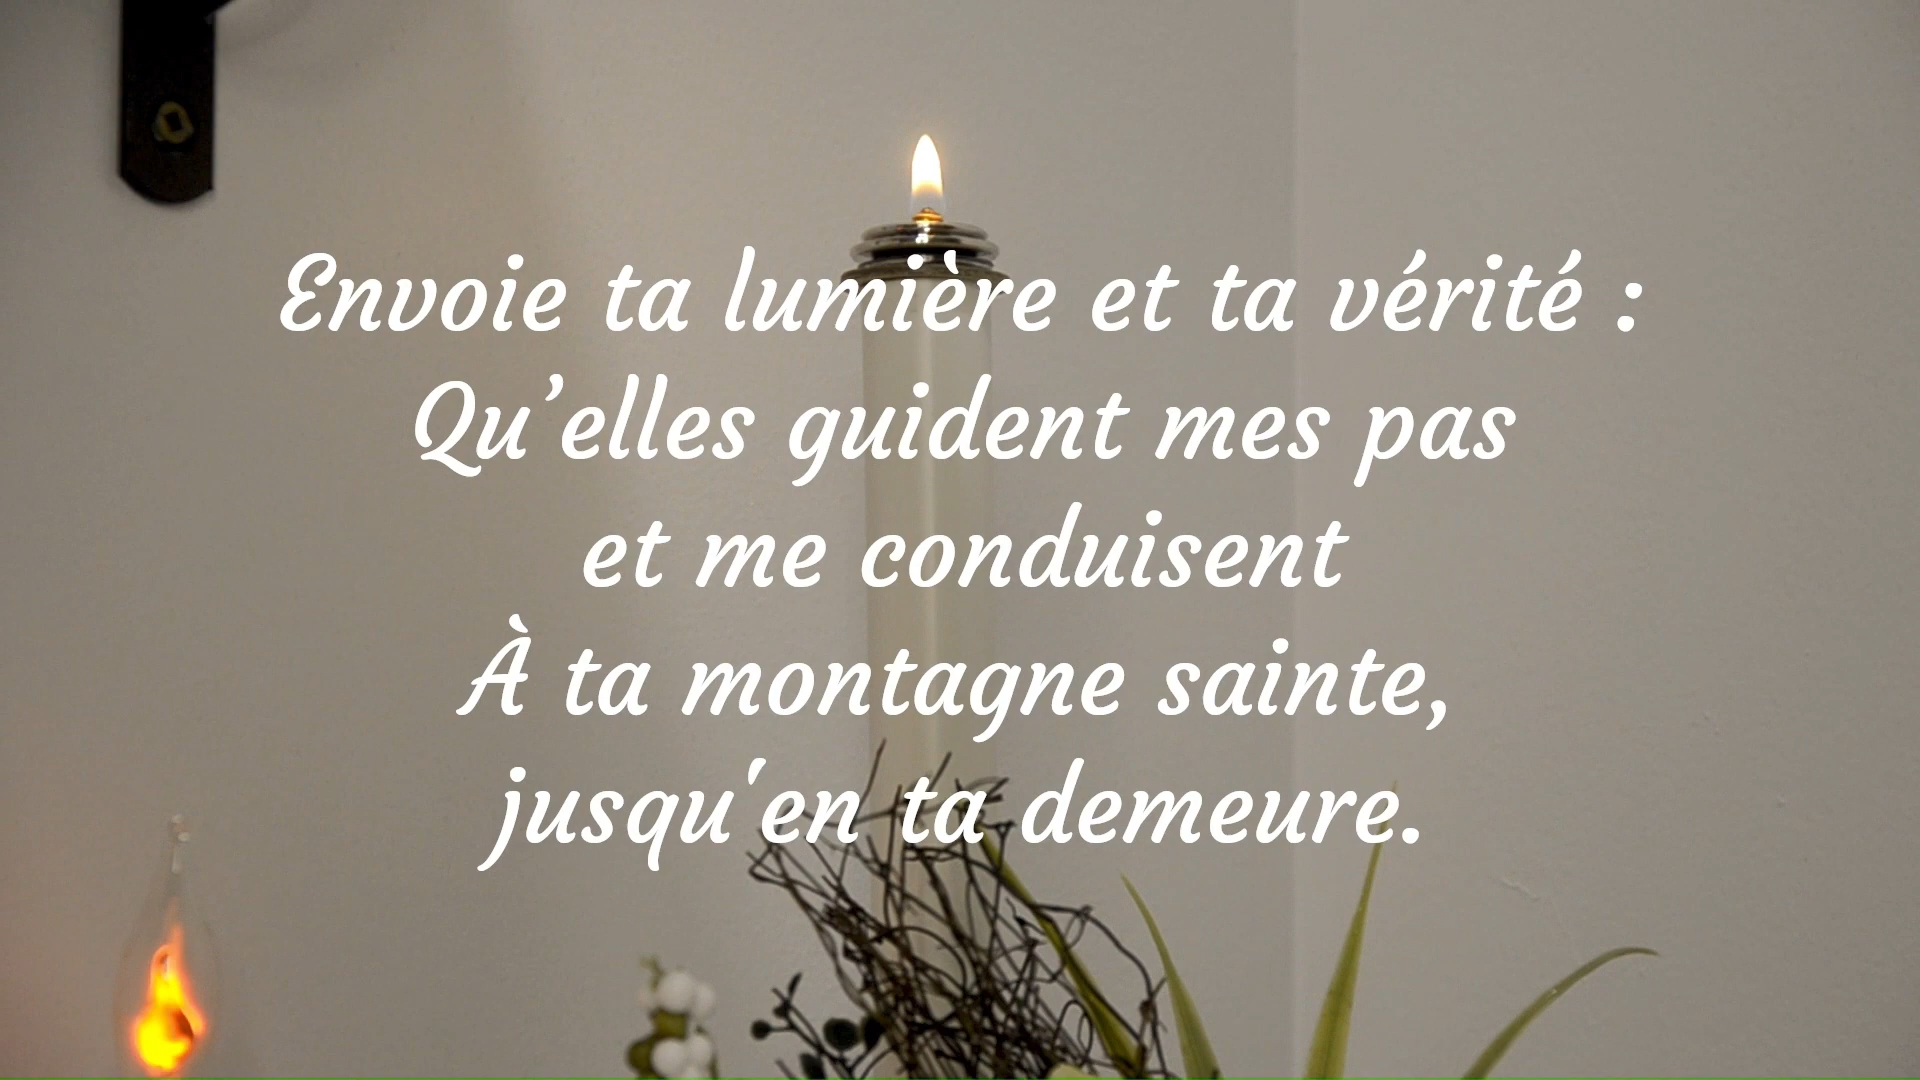 Envoie ta lumière et ta vérité :
Qu’elles guident mes pas
et me conduisent
À ta montagne sainte,
jusqu'en ta demeure.